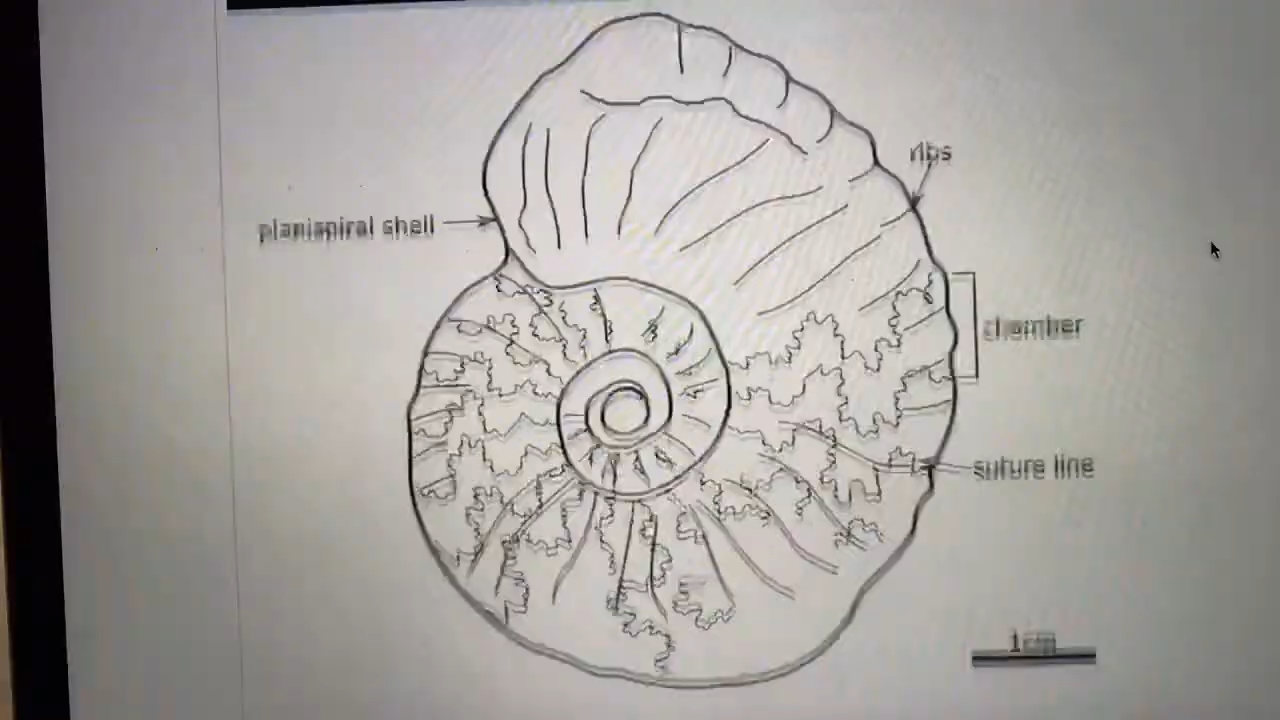 ribs
planispiral shell
chamber
suture line
1cm